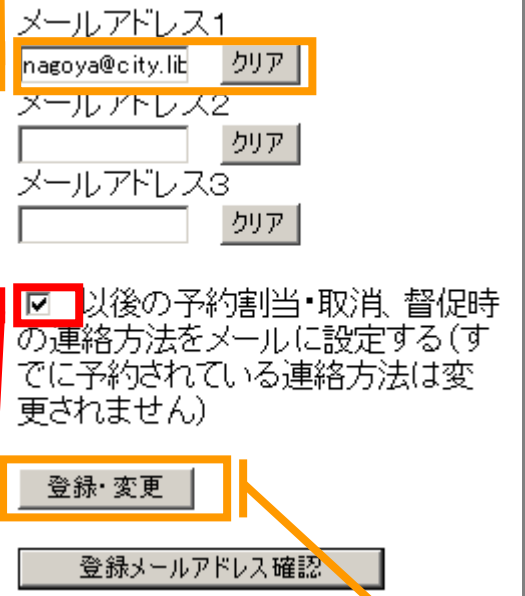 メールアドレス1
nagoya@city.lib クリア
メールアドレス2
クリア
メールアドレス3
クリア
以後の予約割当・取消、督促時
の連絡方法をメールに設定する(す
でに予約されている連絡方法は変
更されません)
登録・変更
登録メールアドレス確認